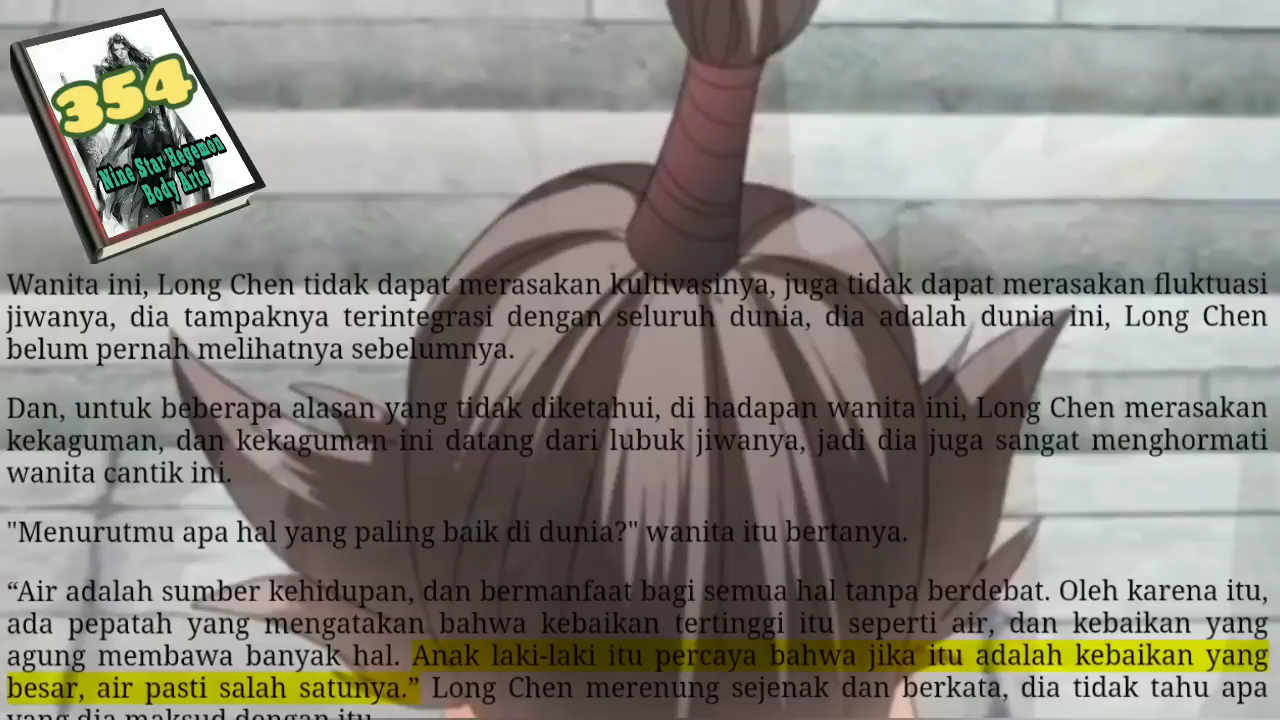 354
Nine Star Hegemon
Body Arts
Wanita ini, Long Chen tidak dapat merasakan kultivasinya, juga tidak dapat merasakan fluktuasi
jiwanya, dia tampaknya terintegrasi dengan seluruh dunia, dia adalah dunia ini, Long Chen
belum pernah melihatnya sebelumnya.
Dan, untuk beberapa alasan yang tidak diketahui, di hadapan wanita ini, Long Chen merasakan
kekaguman, dan kekaguman ini datang dari lubuk jiwanya, jadi dia juga sangat menghormati
wanita cantik ini.
"Menurutmu apa hal yang paling baik di dunia?" wanita itu bertanya.
“Air adalah sumber kehidupan, dan bermanfaat bagi semua hal tanpa berdebat. Oleh karena itu,
ada pepatah yang mengatakan bahwa kebaikan tertinggi itu seperti air, dan kebaikan yang
agung membawa banyak hal. Anak laki-laki itu percaya bahwa jika itu adalah kebaikan yang
besar, air pasti salah satunya.” Long Chen merenung sejenak dan berkata, dia tidak tahu apa
yang dia maksud dengan itu.